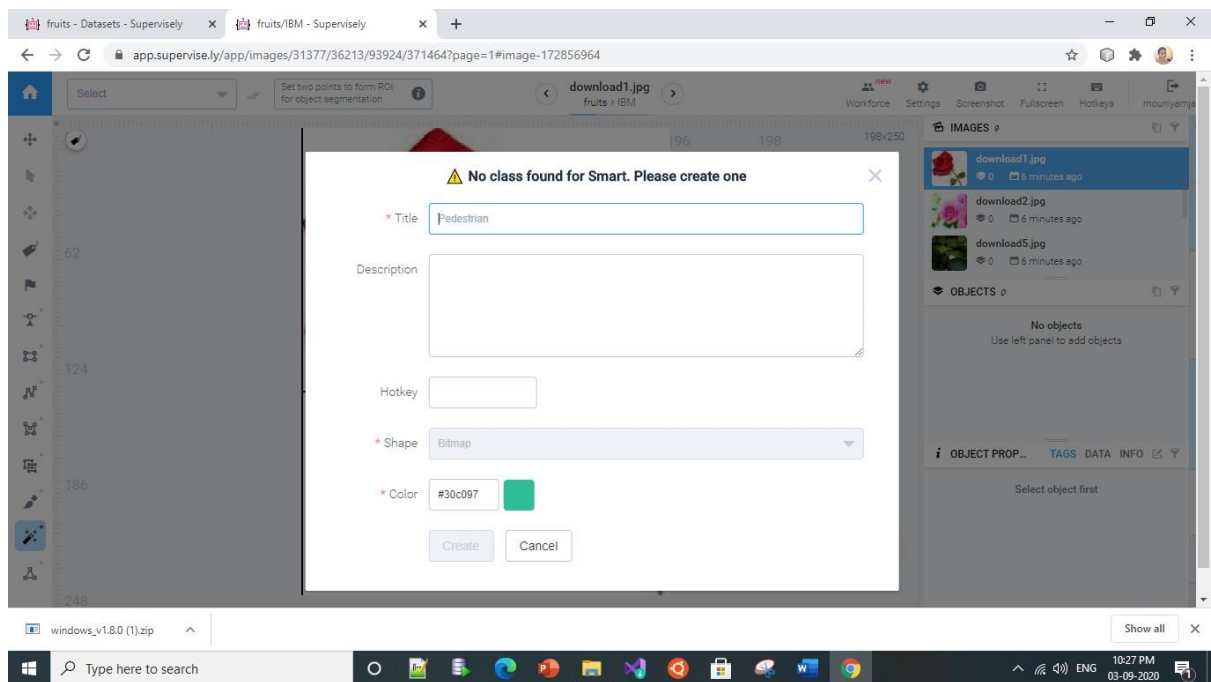 fruits - Datasets - Supervisely
fruits/IBM - Supervisely
app.supervise.ly/app/images/31377/36213/93924/371464?page=1#image-172856964
Select
Set two points to form ROI
for object segmentation
download1.jpg
fruits > IBM
new
Workforce
Settings
Screenshot
Fullscreen
Hotkeys
mouniyamja
196
198
198×250
62
124
186
248
No class found for Smart. Please create one
* Title
Pedestrian
Description
Hotkey
* Shape
Bitmap
* Color
#30c097
Create
Cancel
IMAGES 9
download1.jpg
0
6 minutes ago
download2.jpg
0
6 minutes ago
download5.jpg
0
6 minutes ago
OBJECTS 0
No objects
Use left panel to add objects
i OBJECT PROP...
TAGS
DATA
INFO
Select object first
windows_v1.8.0 (1).zip
Show all
Type here to search
ENG
10:27 PM
03-09-2020
1